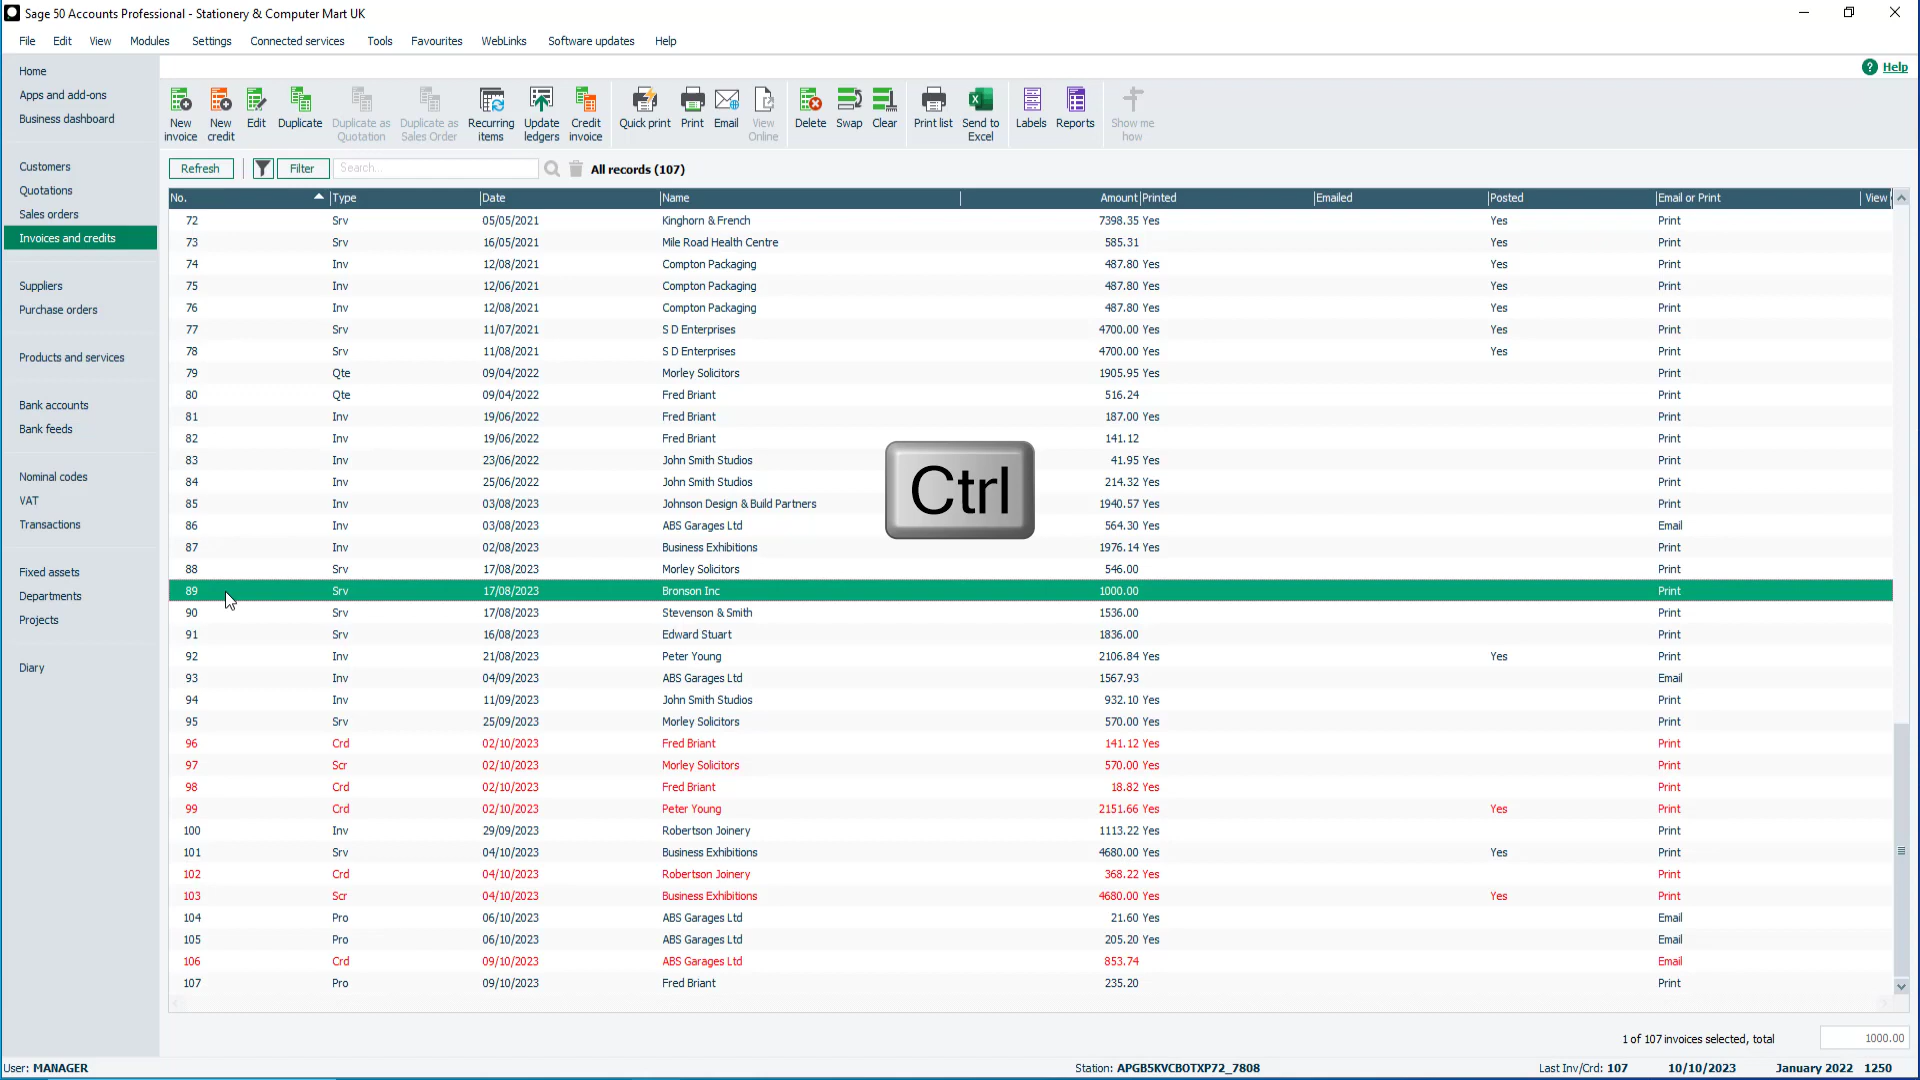 Sage 50 Accounts Professional - Stationery & Computer Mart UK
File Edit View Modules Settings Connected services Tools Favourites WebLinks Software updates Help
Home
Apps and add-ons
Business dashboard
Customers
Quotations
Sales orders
Invoices and credits
Suppliers
Purchase orders
Products and services
Bank accounts
Bank feeds
Nominal codes
VAT
Transactions
Fixed assets
Departments
Projects
Diary
? Help
New invoice
New credit
Edit
Duplicate
Duplicate as Quotation
Duplicate as Sales Order
Recurring items
Update ledgers
Credit invoice
Quick print
Print
Email
View Online
Delete
Swap
Clear
Print list
Send to Excel
Labels
Reports
Show me how
Refresh Filter Search... All records (107)
No. Type Date Name Amount Printed Emailed Posted Email or Print View
72 Srv 05/05/2021 Kinghorn & French 7398.35 Yes Yes Print
73 Srv 16/05/2021 Mile Road Health Centre 585.31 Yes Print
74 Inv 12/08/2021 Compton Packaging 487.80 Yes Yes Print
75 Inv 12/06/2021 Compton Packaging 487.80 Yes Yes Print
76 Inv 12/08/2021 Compton Packaging 487.80 Yes Yes Print
77 Srv 11/07/2021 S D Enterprises 4700.00 Yes Yes Print
78 Srv 11/08/2021 S D Enterprises 4700.00 Yes Yes Print
79 Qte 09/04/2022 Morley Solicitors 1905.95 Yes Print
80 Qte 09/04/2022 Fred Briant 516.24 Print
81 Inv 19/06/2022 Fred Briant 187.00 Yes Print
82 Inv 19/06/2022 Fred Briant 141.12 Print
83 Inv 23/06/2022 John Smith Studios 41.95 Yes Print
84 Inv 25/06/2022 John Smith Studios 214.32 Yes Print
85 Inv 03/08/2023 Johnson Design & Build Partners 1940.57 Yes Print
86 Inv 03/08/2023 ABS Garages Ltd 564.30 Yes Email
87 Inv 02/08/2023 Business Exhibitions 1976.14 Yes Print
88 Srv 17/08/2023 Morley Solicitors 546.00 Print
89 Srv 17/08/2023 Bronson Inc 1000.00 Print
90 Srv 17/08/2023 Stevenson & Smith 1536.00 Print
91 Srv 16/08/2023 Edward Stuart 1836.00 Print
92 Inv 21/08/2023 Peter Young 2106.84 Yes Yes Print
93 Inv 04/09/2023 ABS Garages Ltd 1567.93 Email
94 Inv 11/09/2023 John Smith Studios 932.10 Yes Print
95 Srv 25/09/2023 Morley Solicitors 570.00 Yes Print
96 Crd 02/10/2023 Fred Briant 141.12 Yes Print
97 Scr 02/10/2023 Morley Solicitors 570.00 Yes Print
98 Crd 02/10/2023 Fred Briant 18.82 Yes Print
99 Crd 02/10/2023 Peter Young 2151.66 Yes Yes Print
100 Inv 29/09/2023 Robertson Joinery 1113.22 Yes Print
101 Srv 04/10/2023 Business Exhibitions 4680.00 Yes Yes Print
102 Crd 04/10/2023 Robertson Joinery 368.22 Yes Print
103 Scr 04/10/2023 Business Exhibitions 4680.00 Yes Yes Print
104 Pro 06/10/2023 ABS Garages Ltd 21.60 Yes Email
105 Pro 06/10/2023 ABS Garages Ltd 205.20 Yes Email
106 Crd 09/10/2023 ABS Garages Ltd 853.74 Email
107 Pro 09/10/2023 Fred Briant 235.20 Print
Ctrl
1 of 107 invoices selected, total 1000.00
User: MANAGER Station: APGB5KVCBOTXP72_7808 Last Inv/Crd: 107 10/10/2023 January 2022 1250